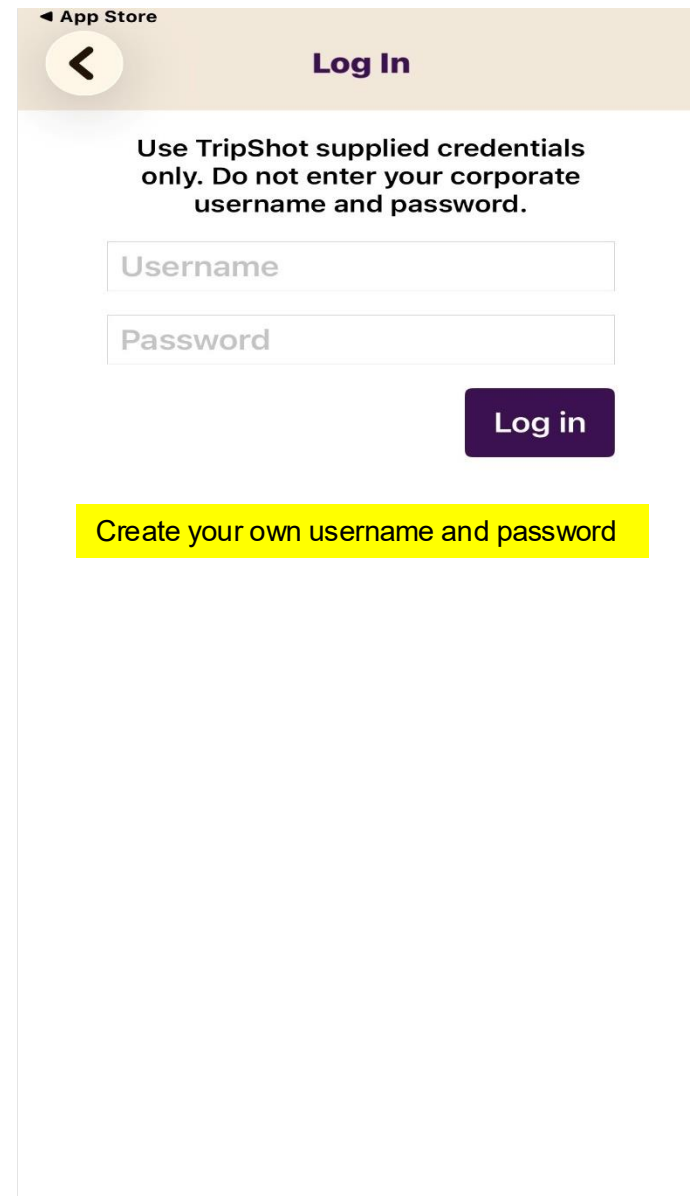 ◀ App Store
Log In
Use TripShot supplied credentials
only. Do not enter your corporate
username and password.
Username
Password
Log in
Create your own username and password